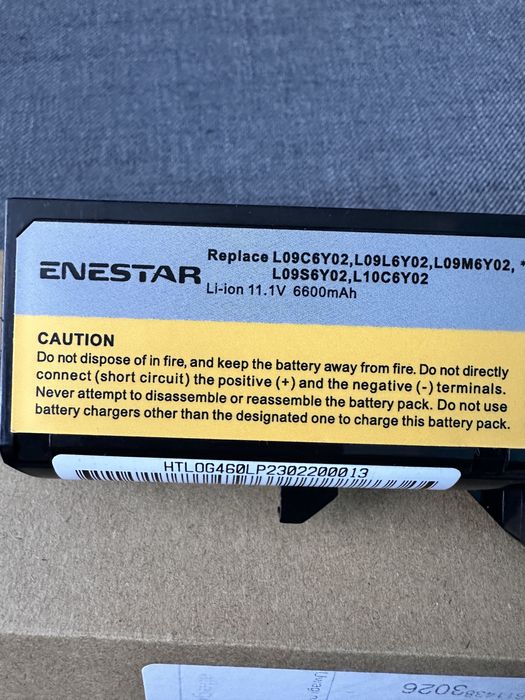 ENESTAR
Replace L09C6Y02,L09L6Y02,L09M6Y02, *
L09S6Y02,L10C6Y02
Li-ion 11.1V 6600mAh
CAUTION
Do not dispose of in fire, and keep the battery away from fire. Do not directly
connect (short circuit) the positive (+) and the negative (-) terminals.
Never attempt to disassemble or reassemble the battery pack. Do not use
battery chargers other than the designated one to charge this battery pack.
HTLOG460LP2302200013
3026